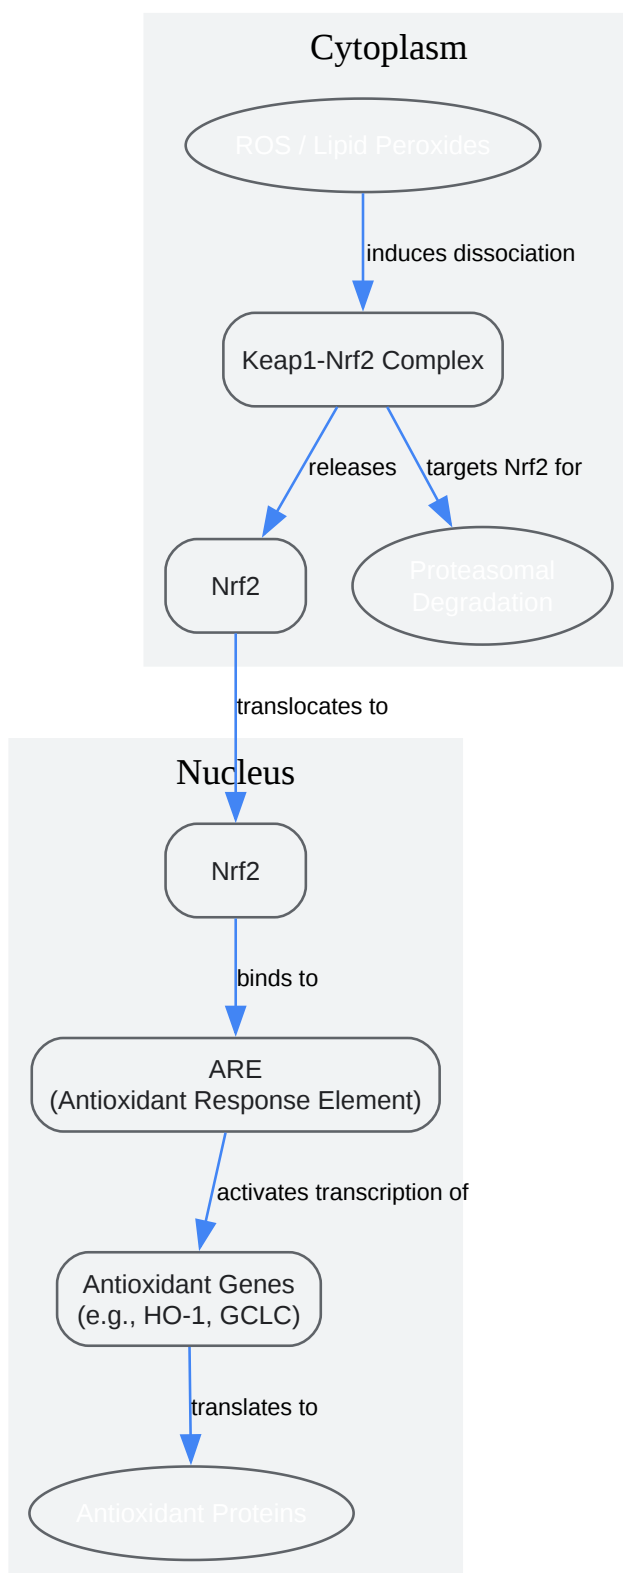 Cytoplasm
ROS / Lipid Peroxides
induces dissociation
Keap1-Nrf2 Complex
releases
targets Nrf2 for
Nrf2
Proteasomal
Degradation
translocates to
Nucleus
Nrf2
binds to
ARE
(Antioxidant Response Element)
activates transcription of
Antioxidant Genes
(e.g., HO-1, GCLC)
translates to
Antioxidant Proteins